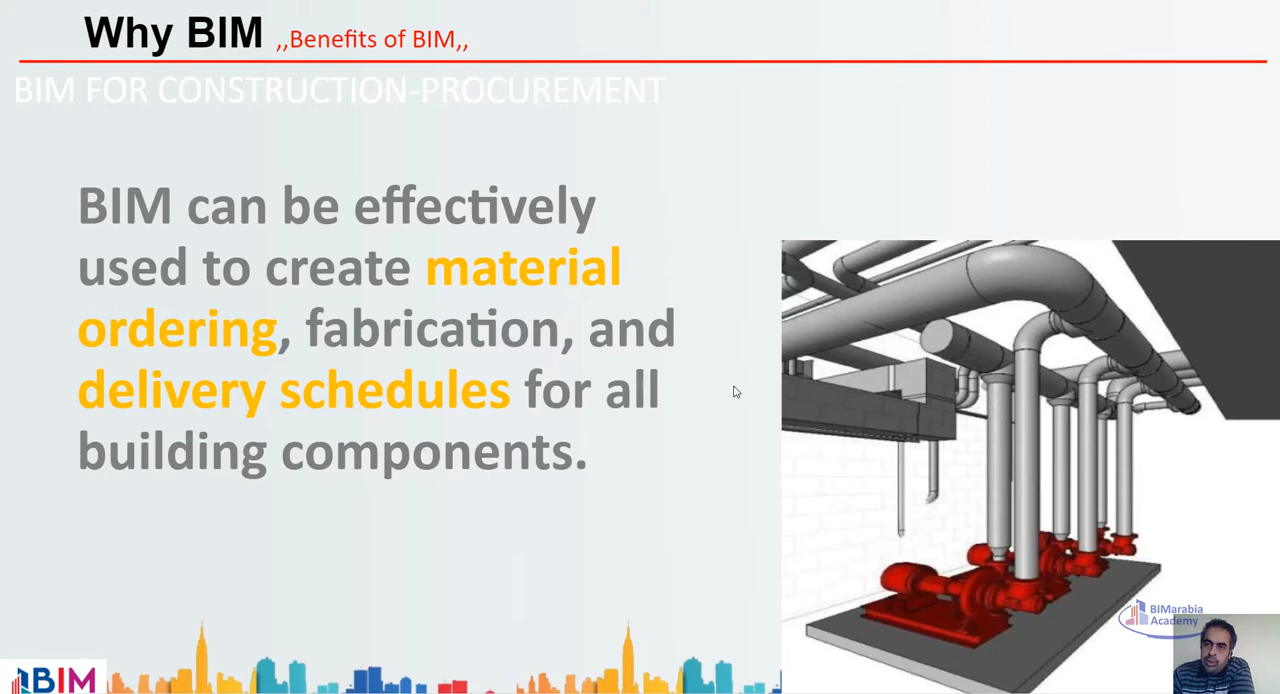 Why BIM ,,Benefits of BIM,,
BIM FOR CONSTRUCTION-PROCUREMENT
BIM can be effectively
used to create material
ordering, fabrication, and
delivery schedules for all
building components.
BIMarabia
Academy
BIM